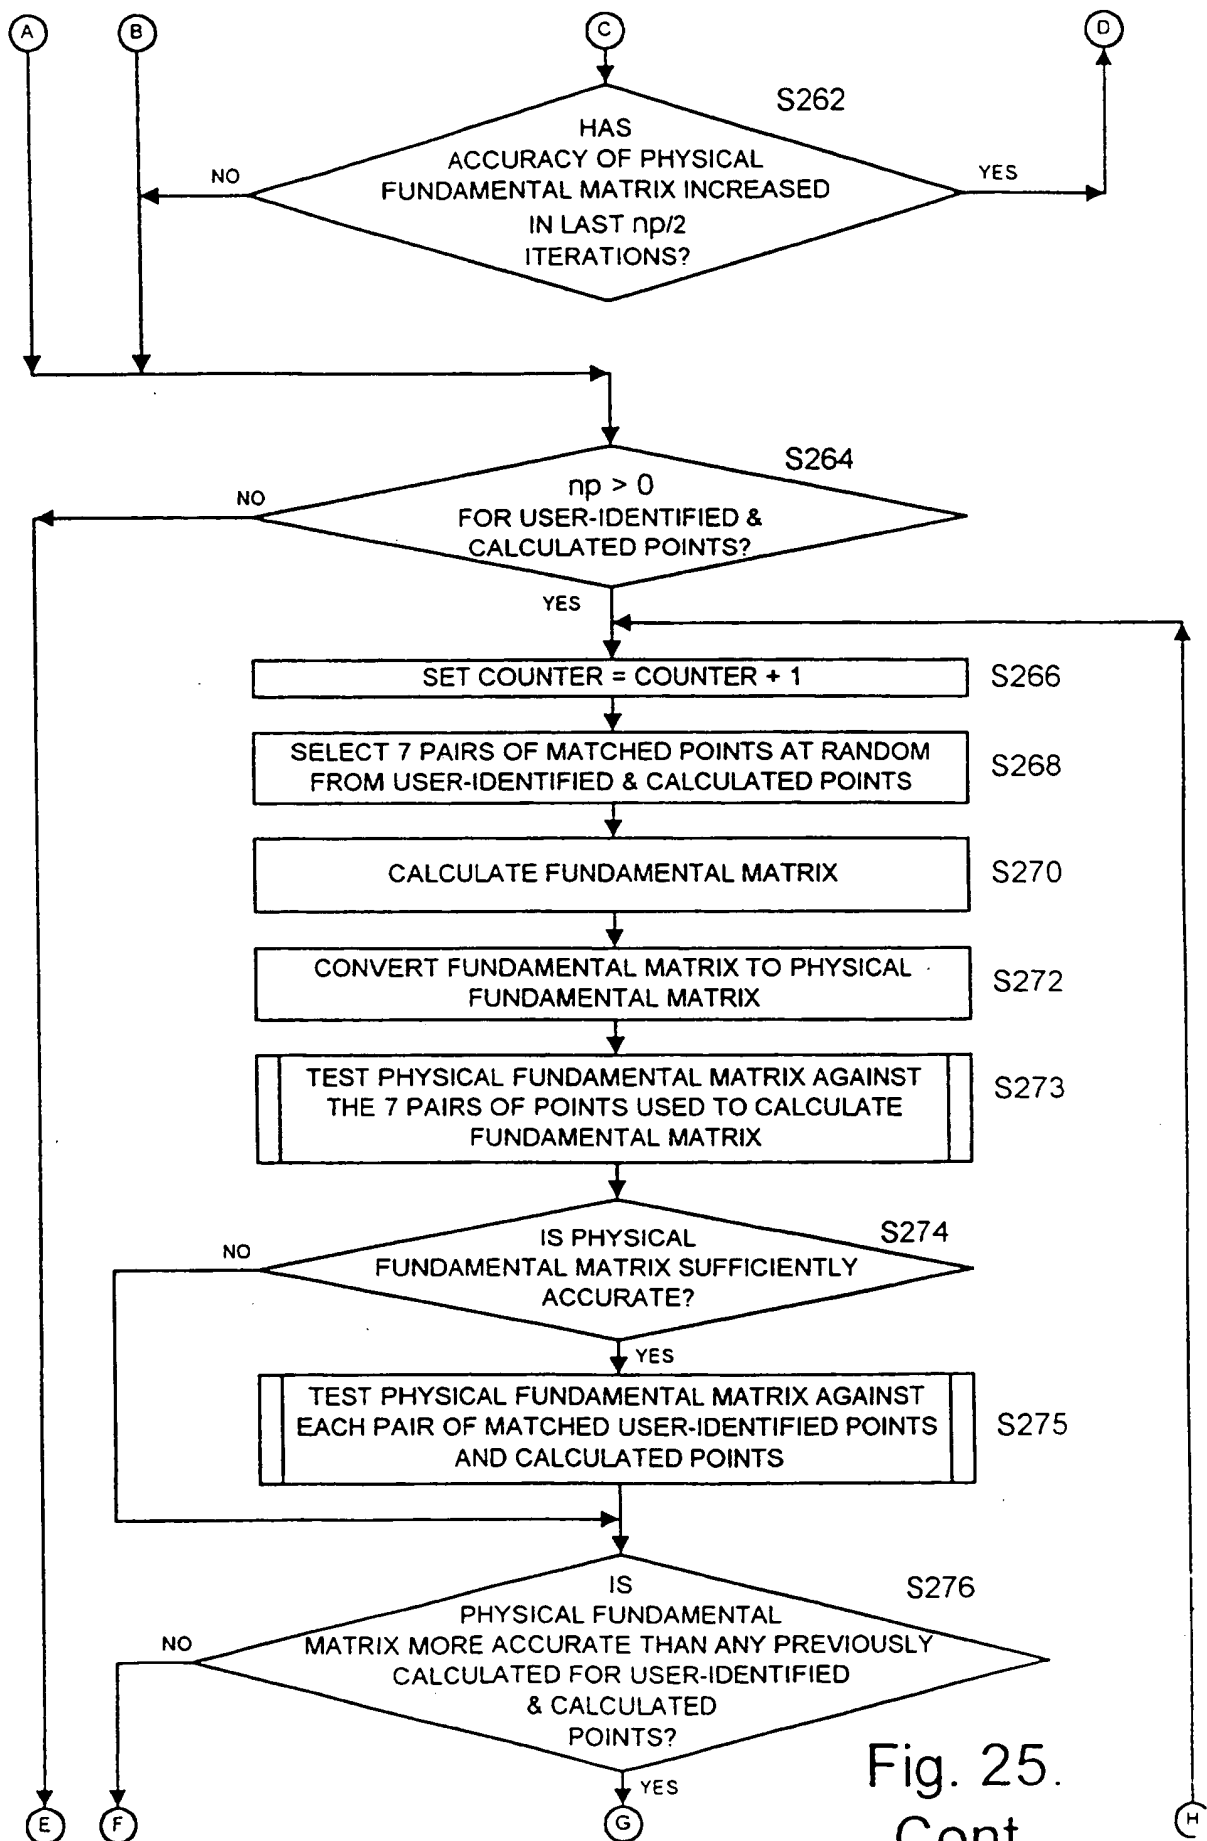 A B C D
S262
HAS
ACCURACY OF PHYSICAL
FUNDAMENTAL MATRIX INCREASED
IN LAST np/2
ITERATIONS?
NO
YES
S264
np > 0
FOR USER-IDENTIFIED &
CALCULATED POINTS?
NO
YES
SET COUNTER = COUNTER + 1
S266
SELECT 7 PAIRS OF MATCHED POINTS AT RANDOM
FROM USER-IDENTIFIED & CALCULATED POINTS
S268
CALCULATE FUNDAMENTAL MATRIX
S270
CONVERT FUNDAMENTAL MATRIX TO PHYSICAL
FUNDAMENTAL MATRIX
S272
TEST PHYSICAL FUNDAMENTAL MATRIX AGAINST
THE 7 PAIRS OF POINTS USED TO CALCULATE
FUNDAMENTAL MATRIX
S273
S274
IS PHYSICAL
FUNDAMENTAL MATRIX SUFFICIENTLY
ACCURATE?
NO
YES
TEST PHYSICAL FUNDAMENTAL MATRIX AGAINST
EACH PAIR OF MATCHED USER-IDENTIFIED POINTS
AND CALCULATED POINTS
S275
S276
IS
PHYSICAL FUNDAMENTAL
MATRIX MORE ACCURATE THAN ANY PREVIOUSLY
CALCULATED FOR USER-IDENTIFIED
& CALCULATED
POINTS?
NO
YES
Fig. 25.
Cont
E F G H